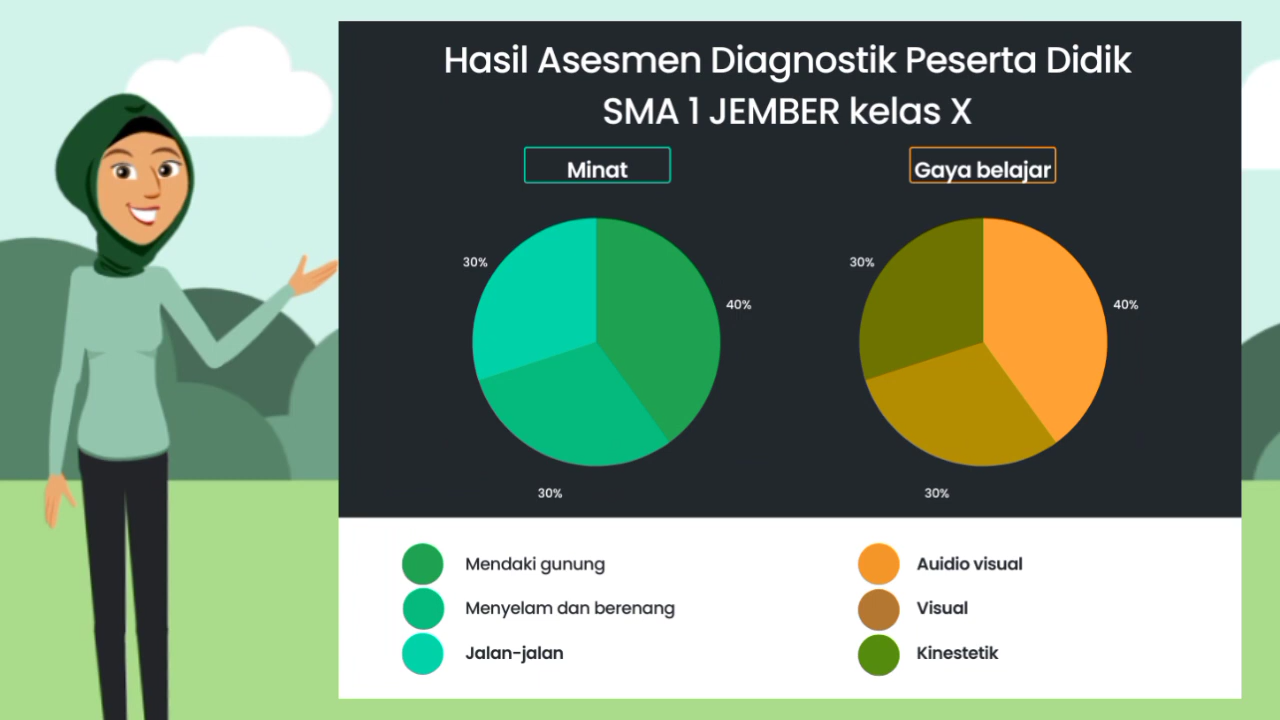 Hasil Asesmen Diagnostik Peserta Didik
SMA 1 JEMBER kelas X
Minat
30%
40%
30%
Gaya belajar
30%
40%
30%
Mendaki gunung
Menyelam dan berenang
Jalan-jalan
Auidio visual
Visual
Kinestetik